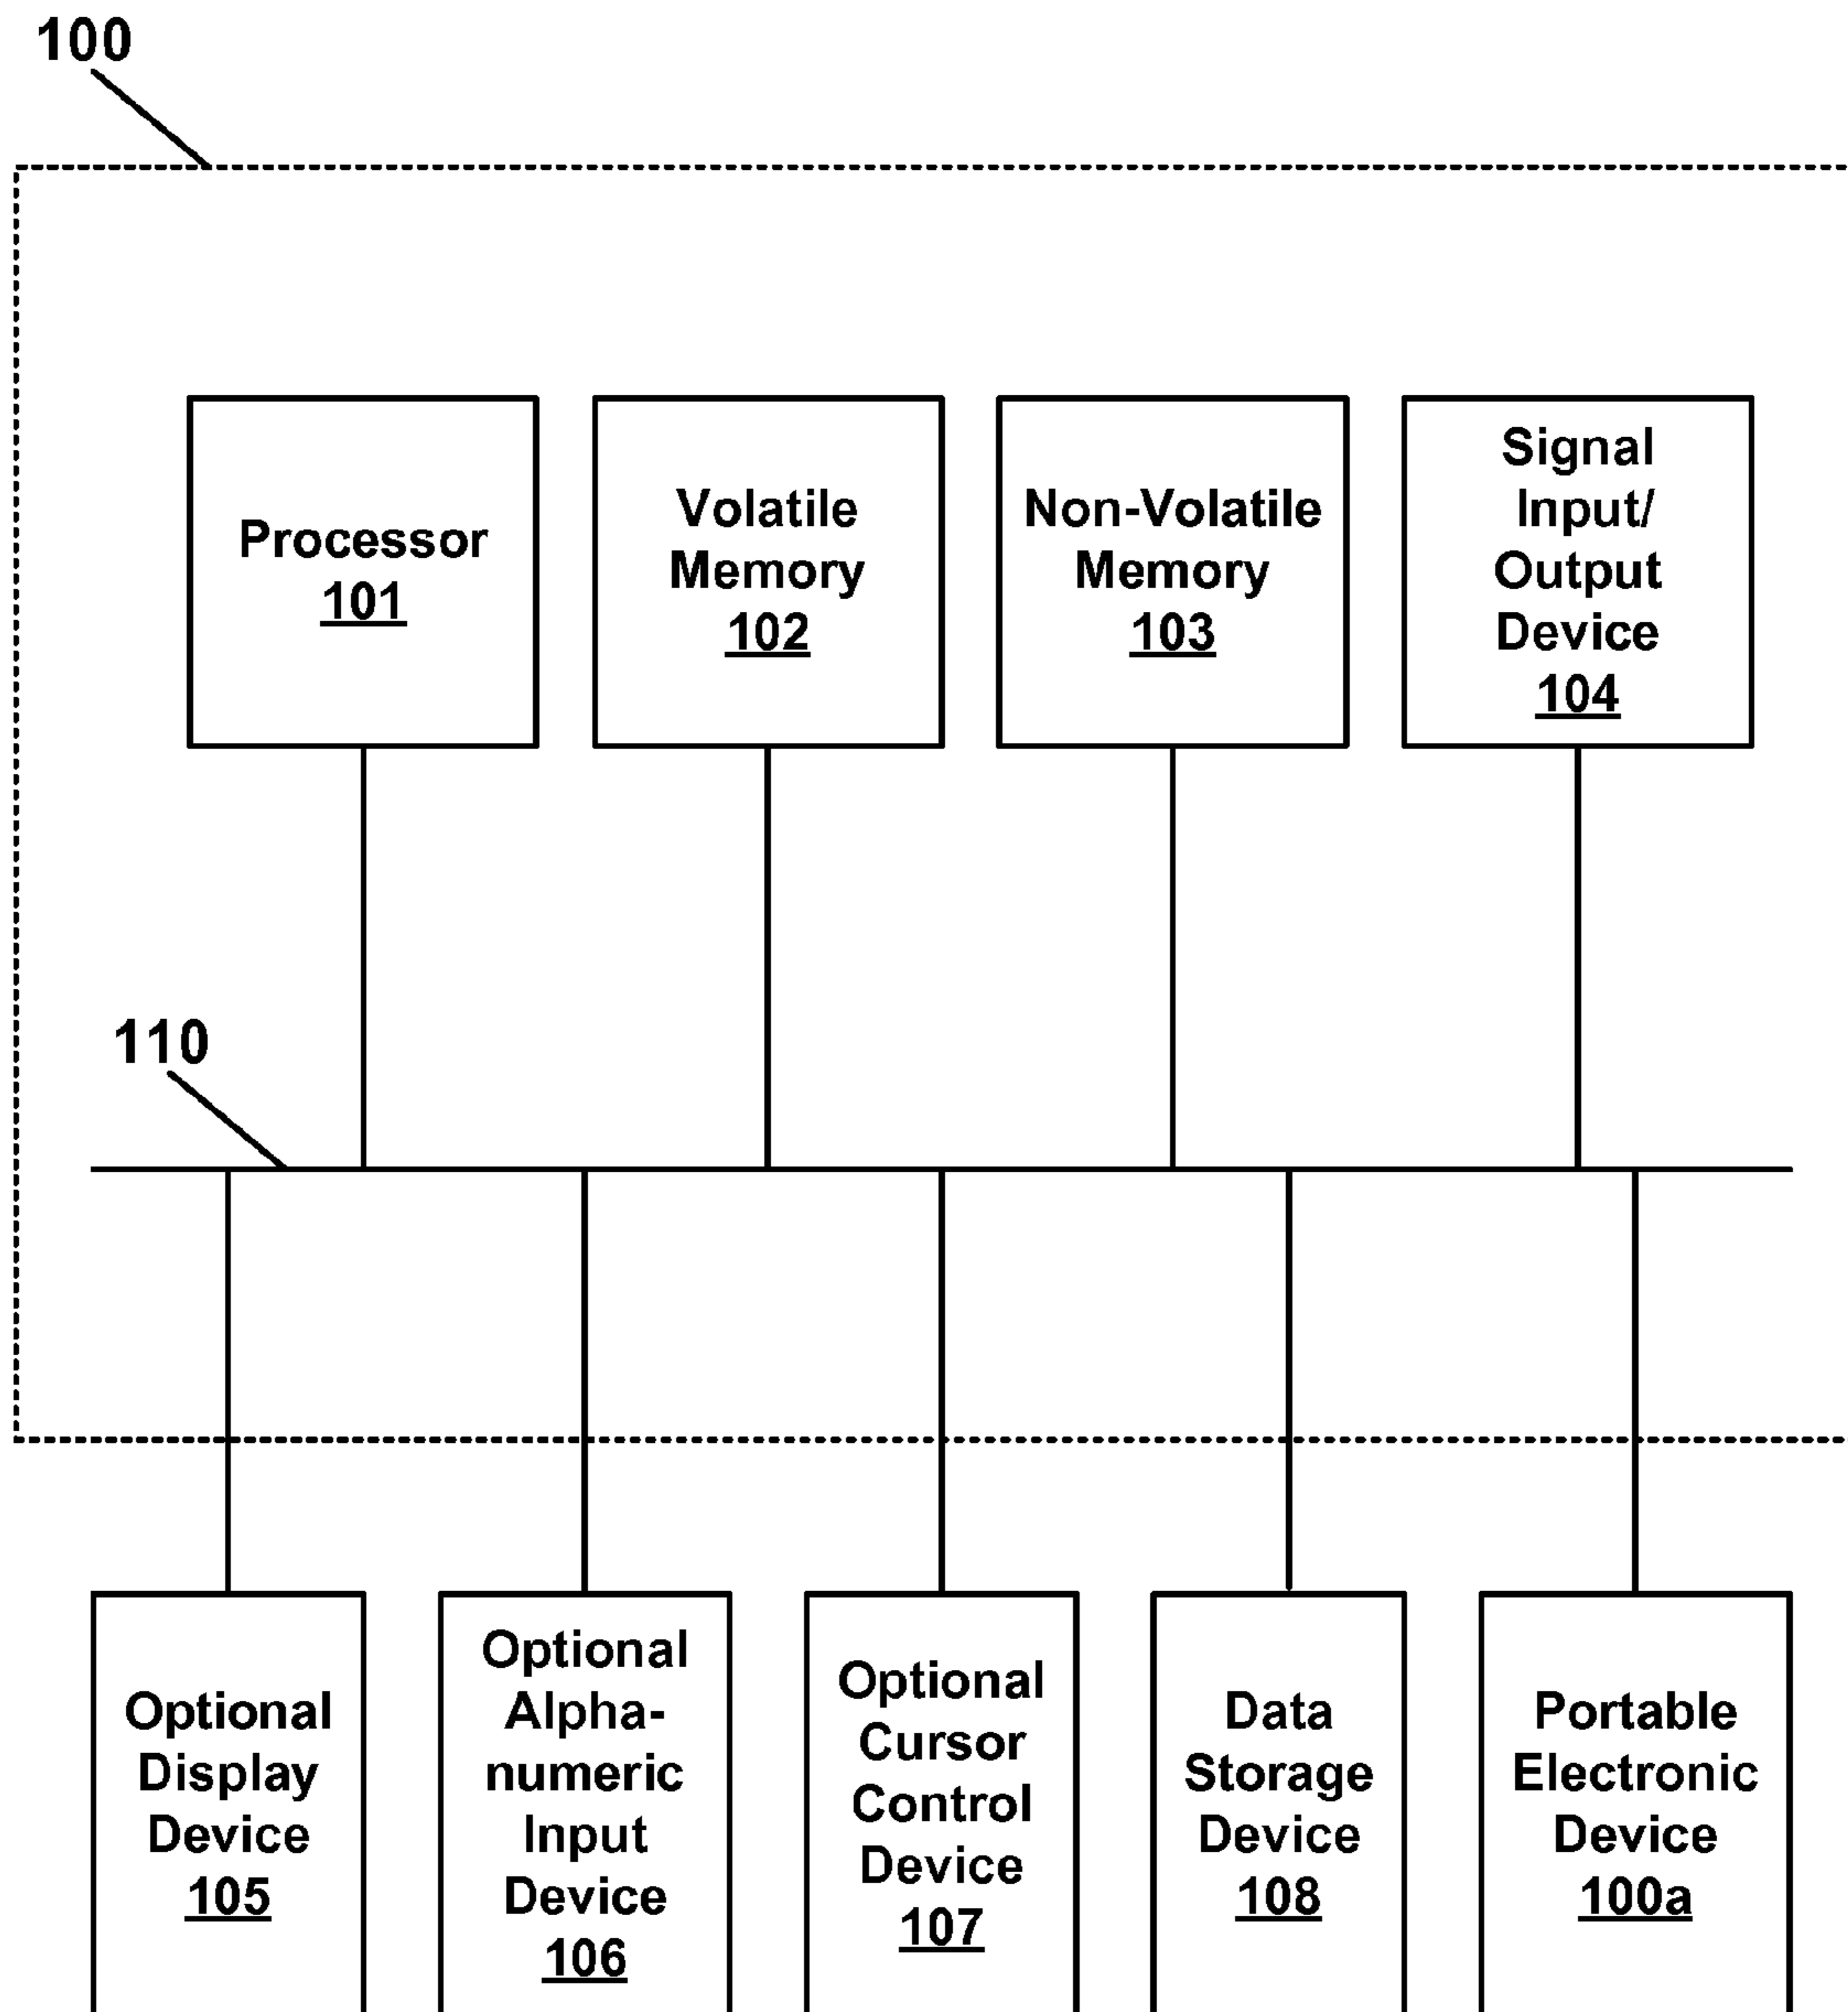 100
Processor
101
Volatile
Memory
102
Non-Volatile
Memory
103
Signal
Input/
Output
Device
104
110
Optional
Display
Device
105
Optional
Alpha-
numeric
Input
Device
106
Optional
Cursor
Control
Device
107
Data
Storage
Device
108
Portable
Electronic
Device
100a